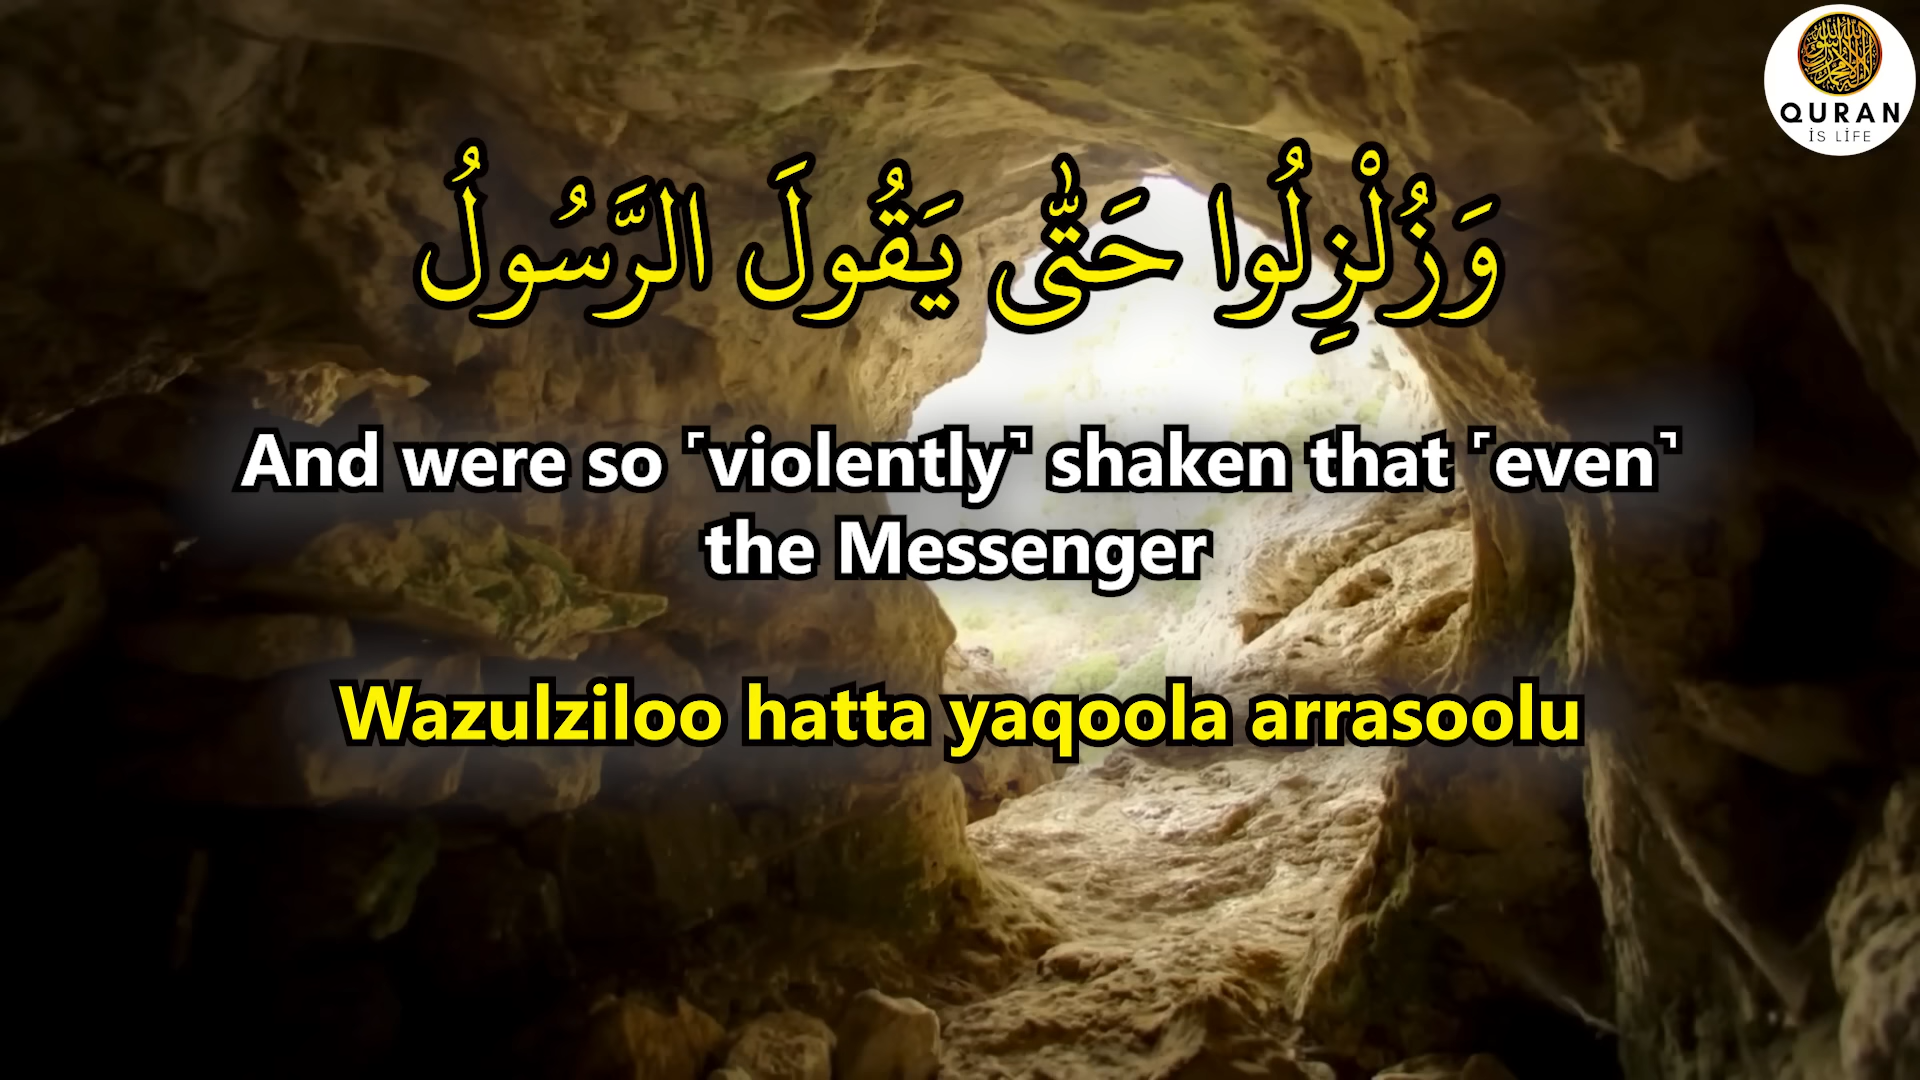 QURAN
İS LİFE
وَزُلْزِلُوا حَتَّىٰ يَقُولَ الرَّسُولُ
And were so ˹violently˺ shaken that ˹even˺
the Messenger
Wazulziloo hatta yaqoola arrasoolu